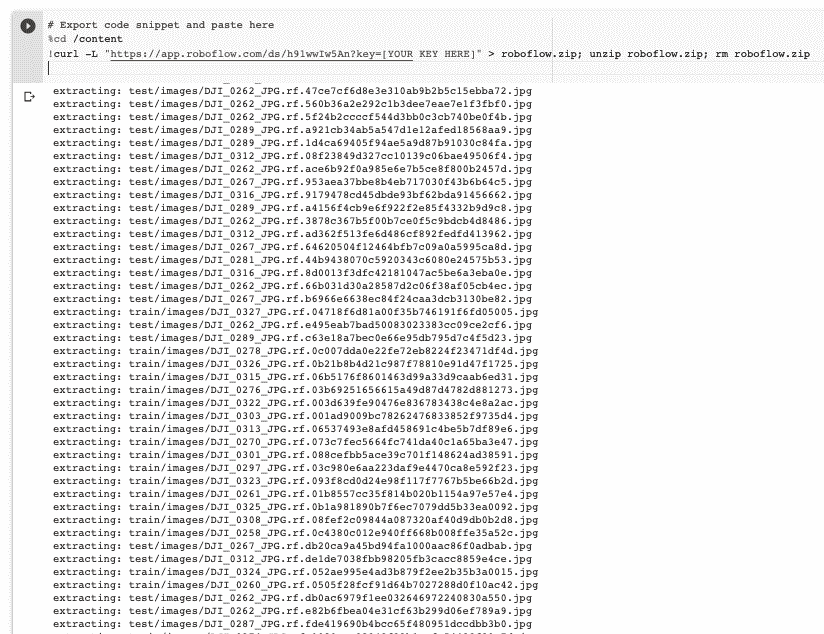 # Export code snippet and paste here
%cd /content
!curl -L "https://app.roboflow.com/ds/h91wwIw5An?key=[YOUR KEY HERE]" > roboflow.zip; unzip roboflow.zip; rm roboflow.zip
extracting: test/images/DJI_0262_JPG.rf.47ce7cf6d8e3e310ab9b2b5c15ebba72.jpg
extracting: test/images/DJI_0262_JPG.rf.560b36a2e292c1b3dee7eae7e1f3fbf0.jpg
extracting: test/images/DJI_0262_JPG.rf.5f24b2ccccf544d3bb0c3cb740be0f4b.jpg
extracting: test/images/DJI_0289_JPG.rf.a921cb34ab5a547d1e12afed18568aa9.jpg
extracting: test/images/DJI_0289_JPG.rf.1d4ca69405f94ae5a9d87b91030c84fa.jpg
extracting: test/images/DJI_0312_JPG.rf.08f23849d327cc10139c06bae49506f4.jpg
extracting: test/images/DJI_0262_JPG.rf.ace6b92f0a985e6e7b5ce8f800b2457d.jpg
extracting: test/images/DJI_0267_JPG.rf.953aea37bbe8b4eb717030f43b6b64c5.jpg
extracting: test/images/DJI_0316_JPG.rf.9179478cd45dbde93bf62bda91456662.jpg
extracting: test/images/DJI_0289_JPG.rf.a4156f4cb9e6f922f2e85f4332b9d9c8.jpg
extracting: test/images/DJI_0262_JPG.rf.3878c367b5f00b7ce0f5c9bdcb4d8486.jpg
extracting: test/images/DJI_0312_JPG.rf.ad362f513fe6d486cf892fedfd413962.jpg
extracting: test/images/DJI_0267_JPG.rf.64620504f12464bfb7c09a0a5995ca8d.jpg
extracting: test/images/DJI_0281_JPG.rf.44b9438070c5920343c6080e24575b53.jpg
extracting: test/images/DJI_0316_JPG.rf.8d0013f3dfc42181047ac5be6a3eba0e.jpg
extracting: test/images/DJI_0262_JPG.rf.66b031d30a28587d2c06f38af05cb4ec.jpg
extracting: test/images/DJI_0267_JPG.rf.b6966e6638ec84f24caa3dcb3130be82.jpg
extracting: train/images/DJI_0327_JPG.rf.04718f6d81a00f35b746191f6fd05005.jpg
extracting: test/images/DJI_0262_JPG.rf.e495eab7bad50083023383cc09ce2cf6.jpg
extracting: test/images/DJI_0289_JPG.rf.c63e18a7bec0e66e95db795d7c4f5d23.jpg
extracting: train/images/DJI_0278_JPG.rf.0c007dda0e22fe72eb8224f23471df4d.jpg
extracting: train/images/DJI_0326_JPG.rf.0b21b8b4d21c987f78810e91d47f1725.jpg
extracting: train/images/DJI_0315_JPG.rf.06b5176f8601463d99a33d9caab6ed31.jpg
extracting: train/images/DJI_0276_JPG.rf.03b69251656615a49d87d4782d881273.jpg
extracting: train/images/DJI_0322_JPG.rf.003d639fe90476e836783438c4e8a2ac.jpg
extracting: train/images/DJI_0303_JPG.rf.001ad9009bc78262476833852f9735d4.jpg
extracting: train/images/DJI_0313_JPG.rf.06537493e8afd458691c4be5b7df89e6.jpg
extracting: train/images/DJI_0270_JPG.rf.073c7fec5664fc741da40c1a65ba3e47.jpg
extracting: train/images/DJI_0301_JPG.rf.088cefbb5ace39c701f148624ad38591.jpg
extracting: train/images/DJI_0297_JPG.rf.03c980e6aa223daf9e4470ca8e592f23.jpg
extracting: train/images/DJI_0323_JPG.rf.093f8cd0d24e98f117f7767b5be66b2d.jpg
extracting: train/images/DJI_0261_JPG.rf.01b8557cc35f814b020b1154a97e57e4.jpg
extracting: train/images/DJI_0325_JPG.rf.0b1a981890b7f6ec7079dd5b33ea0092.jpg
extracting: train/images/DJI_0308_JPG.rf.08fef2c09844a087320af40d9db0b2d8.jpg
extracting: train/images/DJI_0258_JPG.rf.0c4380c012e940ff668b008ffe35a52c.jpg
extracting: test/images/DJI_0267_JPG.rf.db20ca9a45bd94fa1000aac86f0adbab.jpg
extracting: test/images/DJI_0312_JPG.rf.de1de7038fbb98205fb3cacc8859e4ce.jpg
extracting: train/images/DJI_0324_JPG.rf.052ae995e4ad3b879f2ee2b35b3a0015.jpg
extracting: train/images/DJI_0260_JPG.rf.0505f28fcf91d64b7027288d0f10ac42.jpg
extracting: test/images/DJI_0262_JPG.rf.db0ac6979f1ee032646972240830a550.jpg
extracting: test/images/DJI_0262_JPG.rf.e82b6fbea04e31cf63b299d06ef789a9.jpg
extracting: test/images/DJI_0287_JPG.rf.fde419690b4bcc65f480951dccdbb3b0.jpg